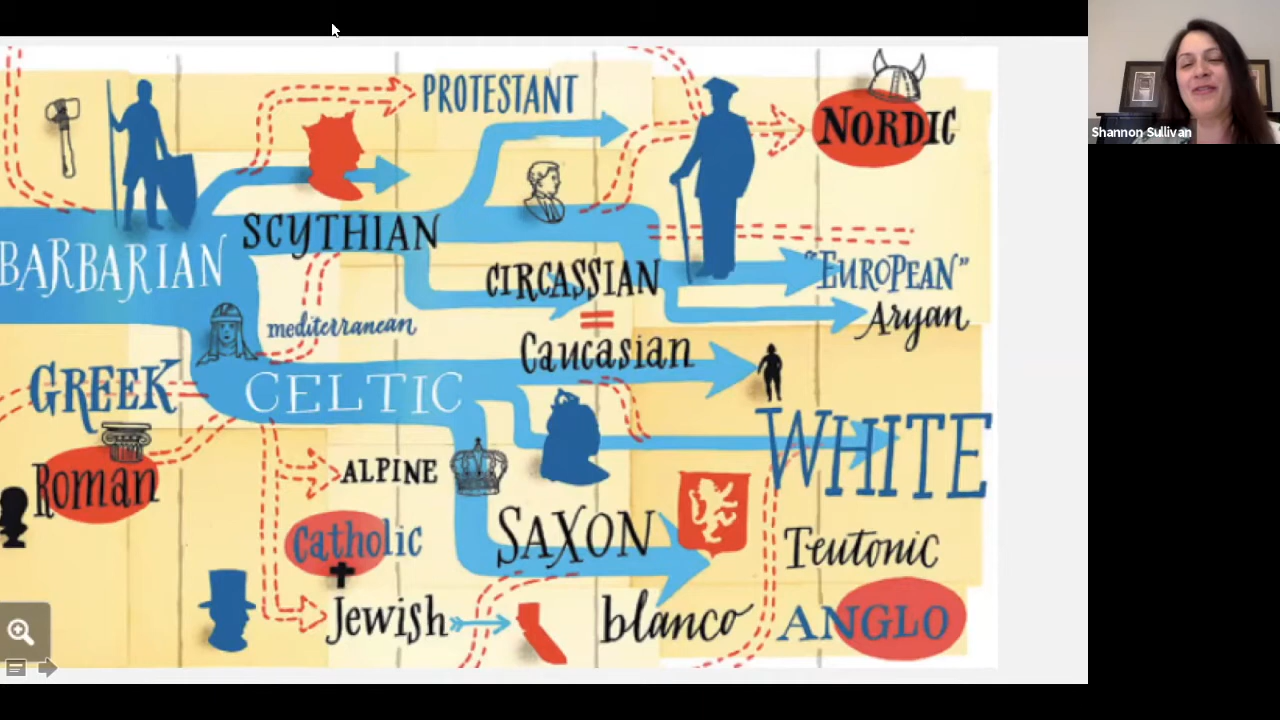 PROTESTANT
NORDIC
Shannon Sullivan
SCYTHIAN
BARBARIAN
CIRCASSIAN
"EUROPEAN"
Aryan
mediterranean
Caucasian
GREEK
CELTIC
WHITE
ALPINE
Roman
SAXON
Catholic
Teutonic
Jewish
blanco
ANGLO